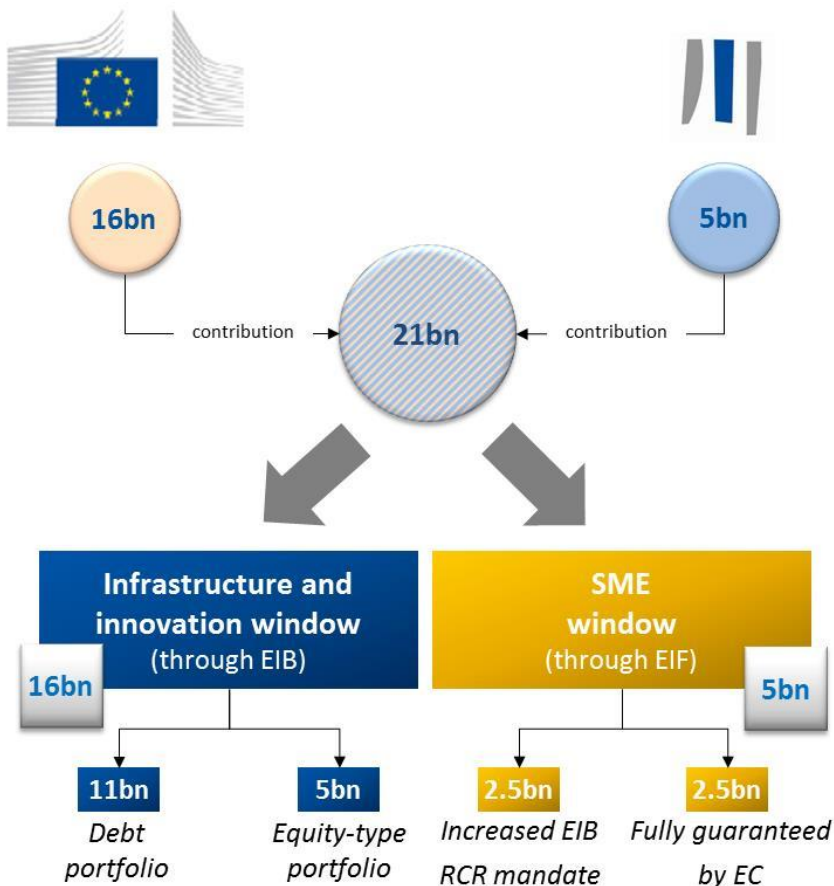 16bn
5bn
contribution
21bn
contribution
Infrastructure and
innovation window
(through EIB)
16bn
SME
window
(through EIF)
5bn
11bn
Debt
portfolio
5bn
Equity-type
portfolio
2.5bn
Increased EIB
RCR mandate
2.5bn
Fully guaranteed
by EC